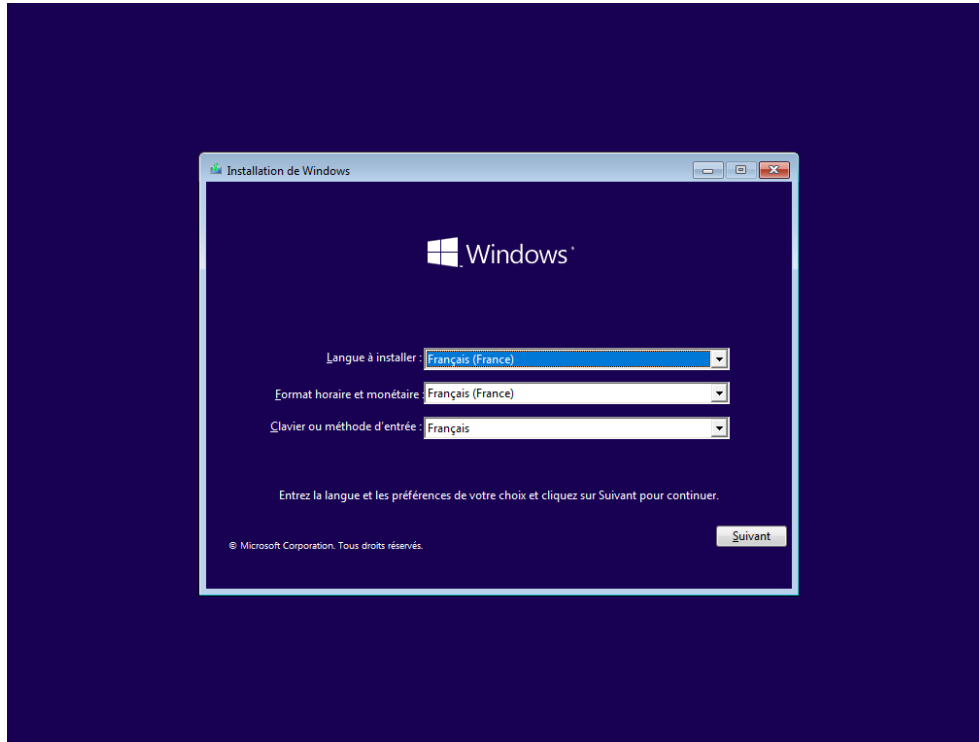 Installation de Windows
Windows
Langue à installer : Français (France)
Format horaire et monétaire : Français (France)
Clavier ou méthode d'entrée : Français
Entrez la langue et les préférences de votre choix et cliquez sur Suivant pour continuer.
Suivant
© Microsoft Corporation. Tous droits réservés.